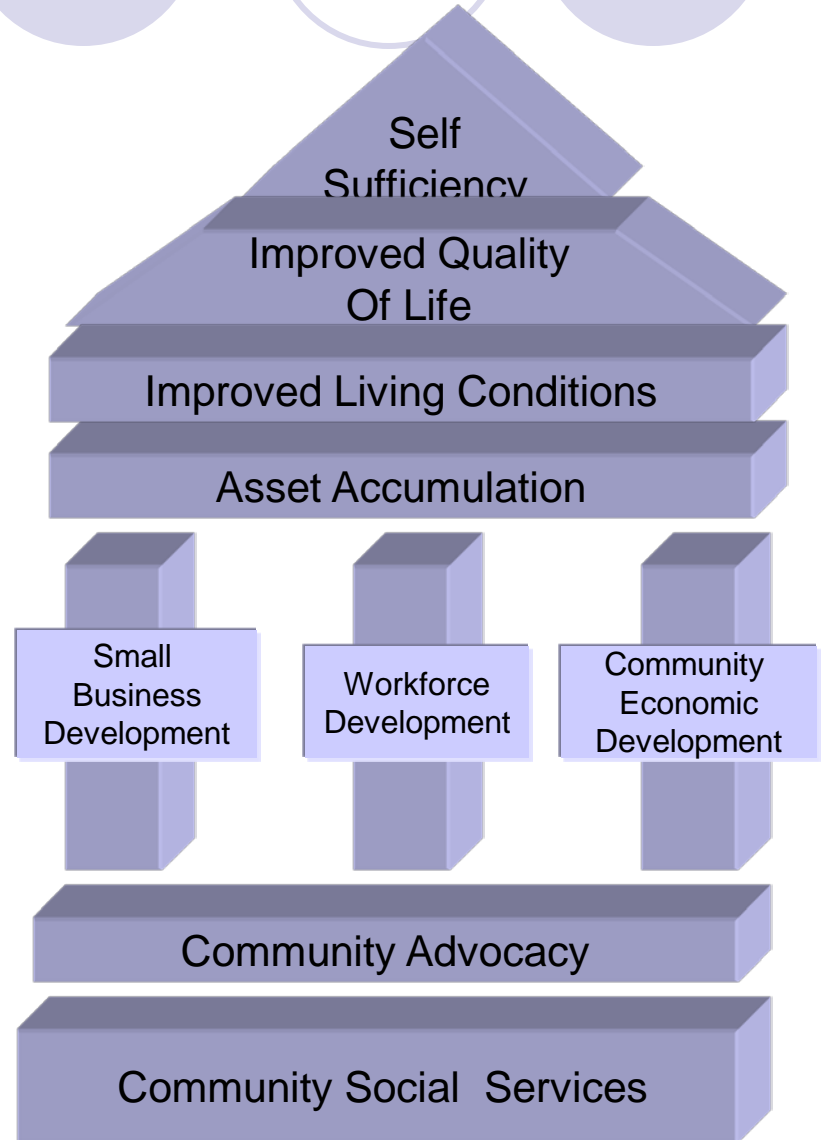 Self
Sufficiency
Improved Quality
Of Life
Improved Living Conditions
Asset Accumulation
Small
Business
Development
Workforce
Development
Community
Economic
Development
Community Advocacy
Community Social  Services